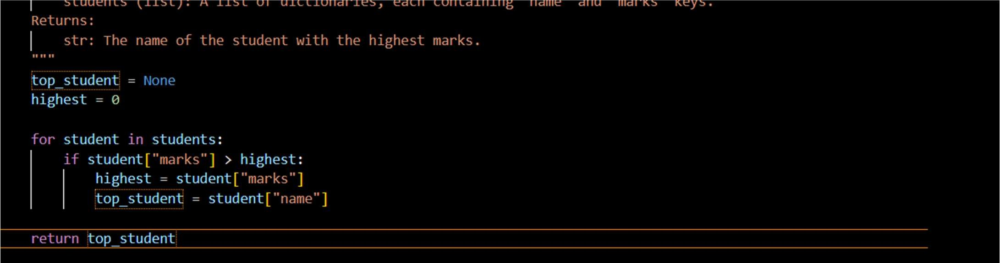 students (list): A list of dictionaries, each containing 'name' and 'marks' keys.
Returns:
str: The name of the student with the highest marks.
"""
top_student = None
highest = 0
for student in students:
if student["marks"] > highest:
highest = student["marks"]
top_student = student["name"]
return top_student